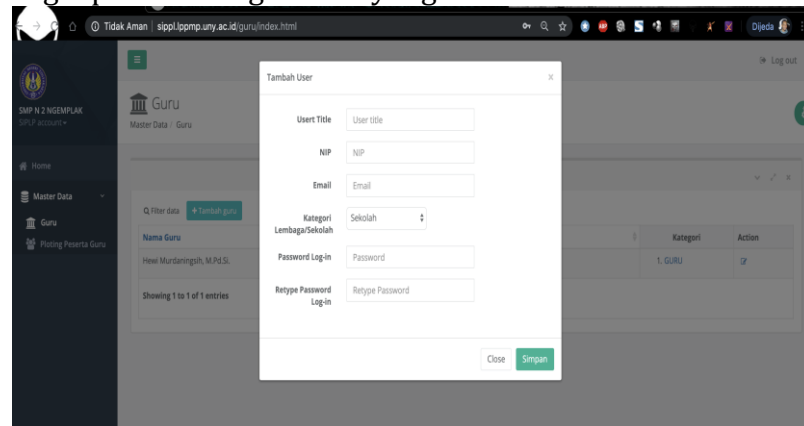 Tidak Aman | sippl.lppmp.uny.ac.id/guru/index.html
Dijeda
Log out
SMP N 2 NGEMPLAK
SIPLP account
Guru
Master Data / Guru
Home
Master Data
Guru
Ploting Peserta Guru
Filter data
+Tambah guru
Nama Guru
Kategori
Action
Hewi Murdaningsih, M.Pd.Si.
1. GURU
Showing 1 to 1 of 1 entries
Tambah User
x
Usert Title
User title
NIP
NIP
Email
Email
Kategori
Lembaga/Sekolah
Sekolah
Password Log-in
Password
Retype Password
Log-in
Retype Password
Close
Simpan